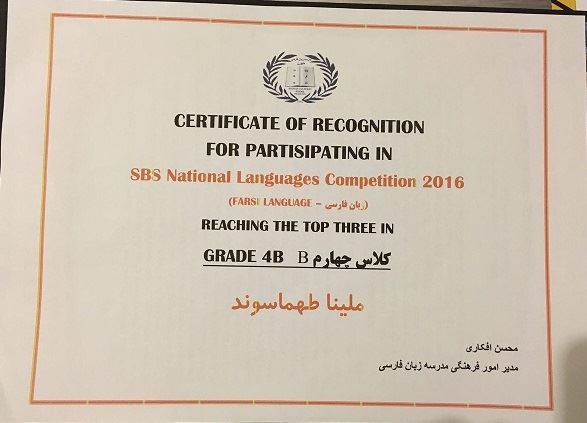 CERTIFICATE OF RECOGNITION
FOR PARTISIPATING IN
SBS National Languages Competition 2016
(FARSI LANGUAGE – زبان فارسی)
REACHING THE TOP THREE IN
GRADE 4B کلاس چهارم B
ملینا طهماسوند
محسن افکاری
مدیر امور فرهنگی مدرسه زبان فارسی